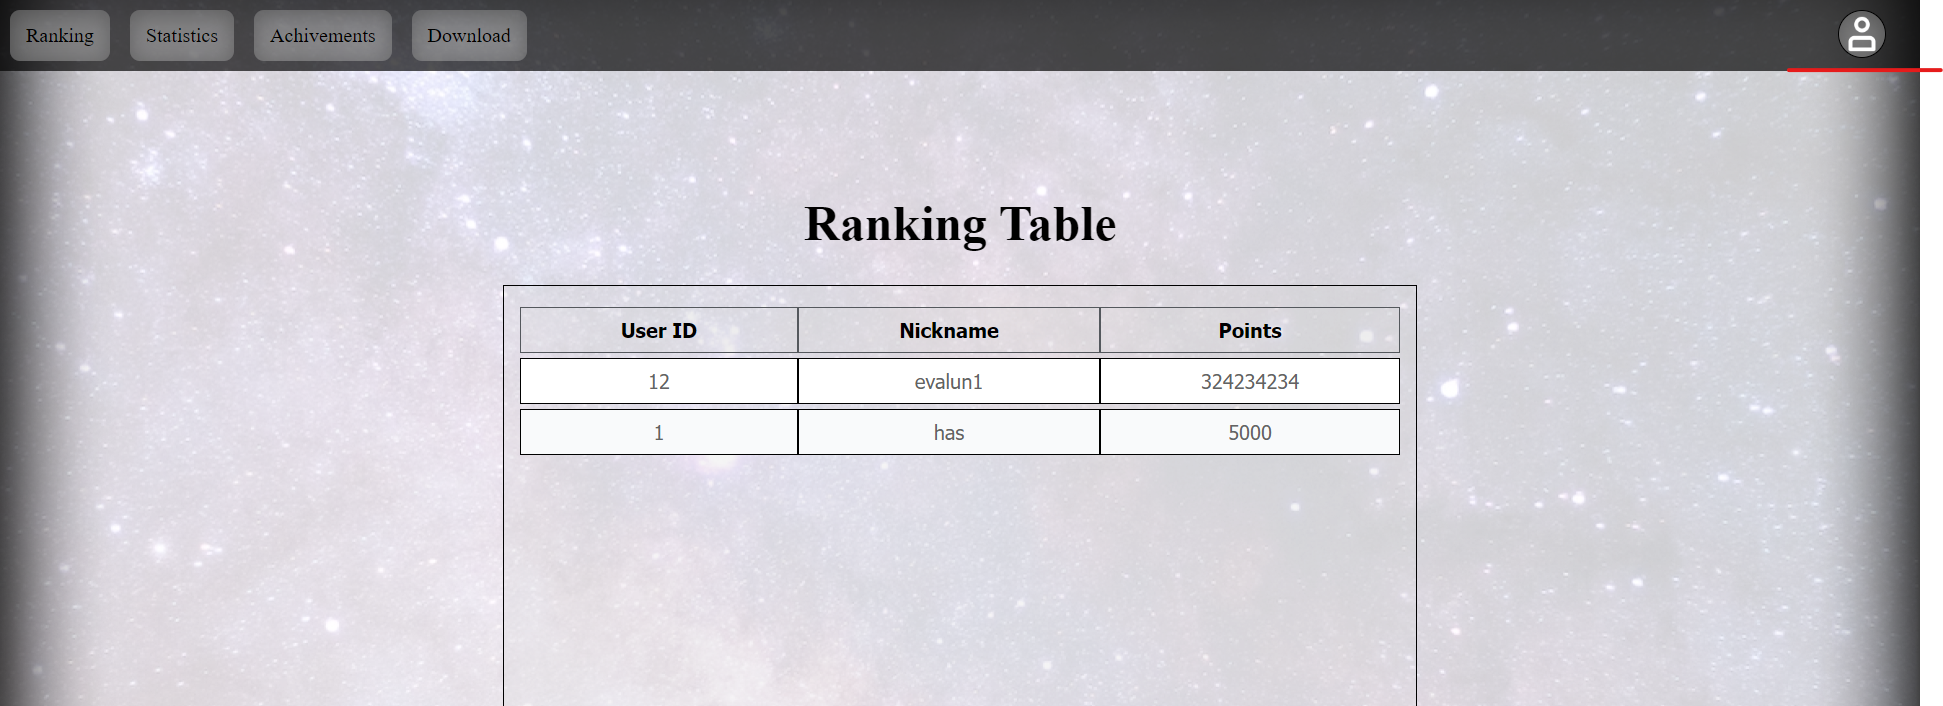 Ranking Statistics Achivements Download
Ranking Table
User ID Nickname Points
12 evalun1 324234234
1 has 5000